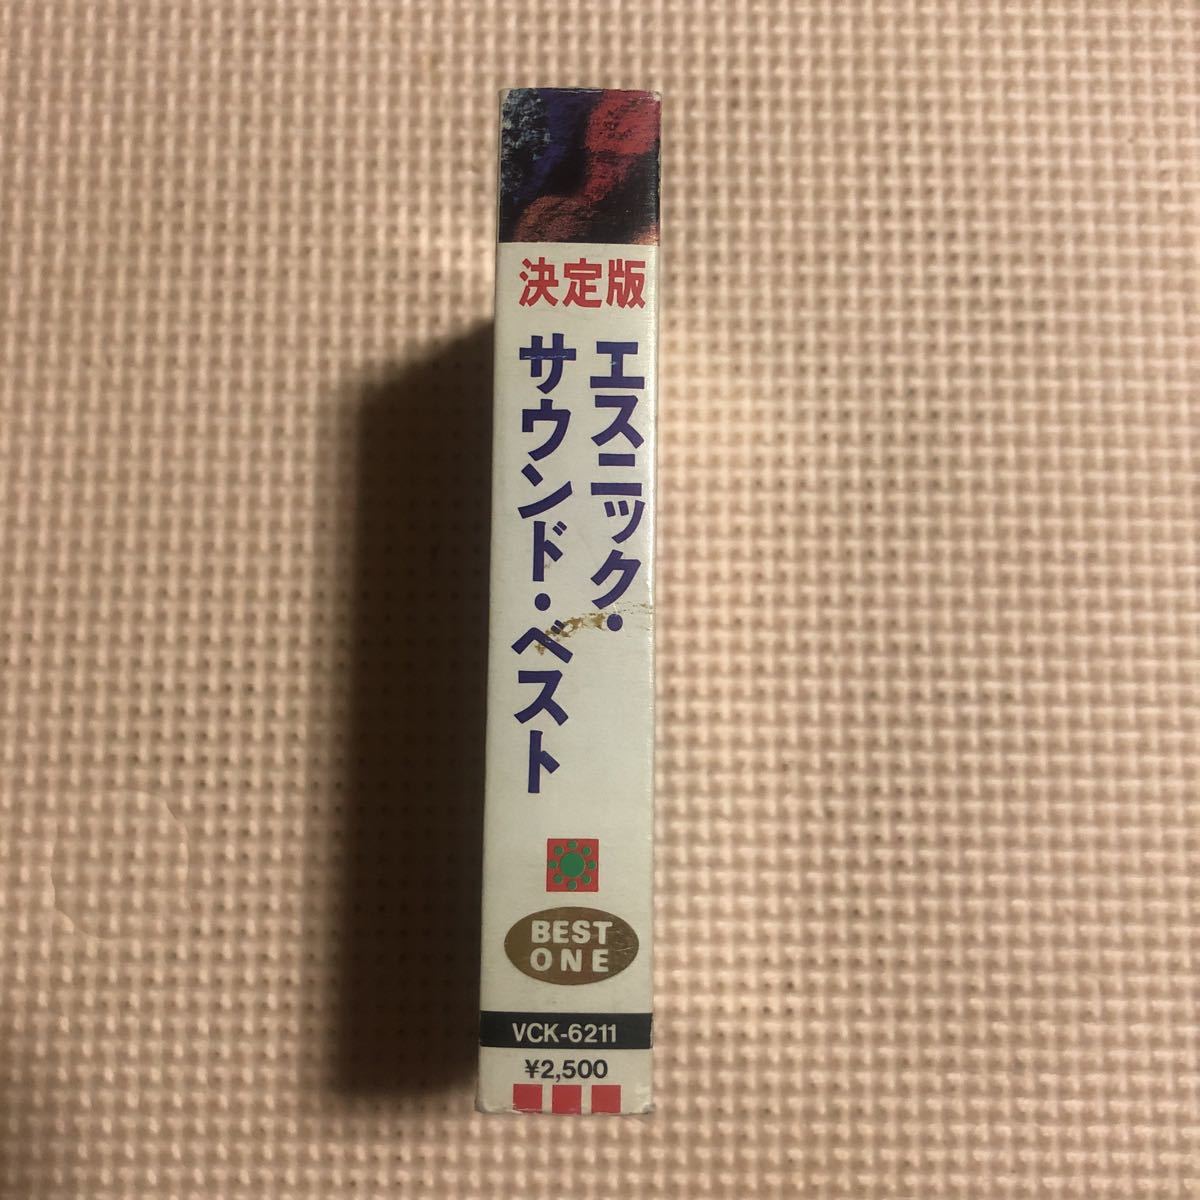 決定版
エスニック・
サウンド・ベスト
BEST
ONE
VCK-6211
¥2,500